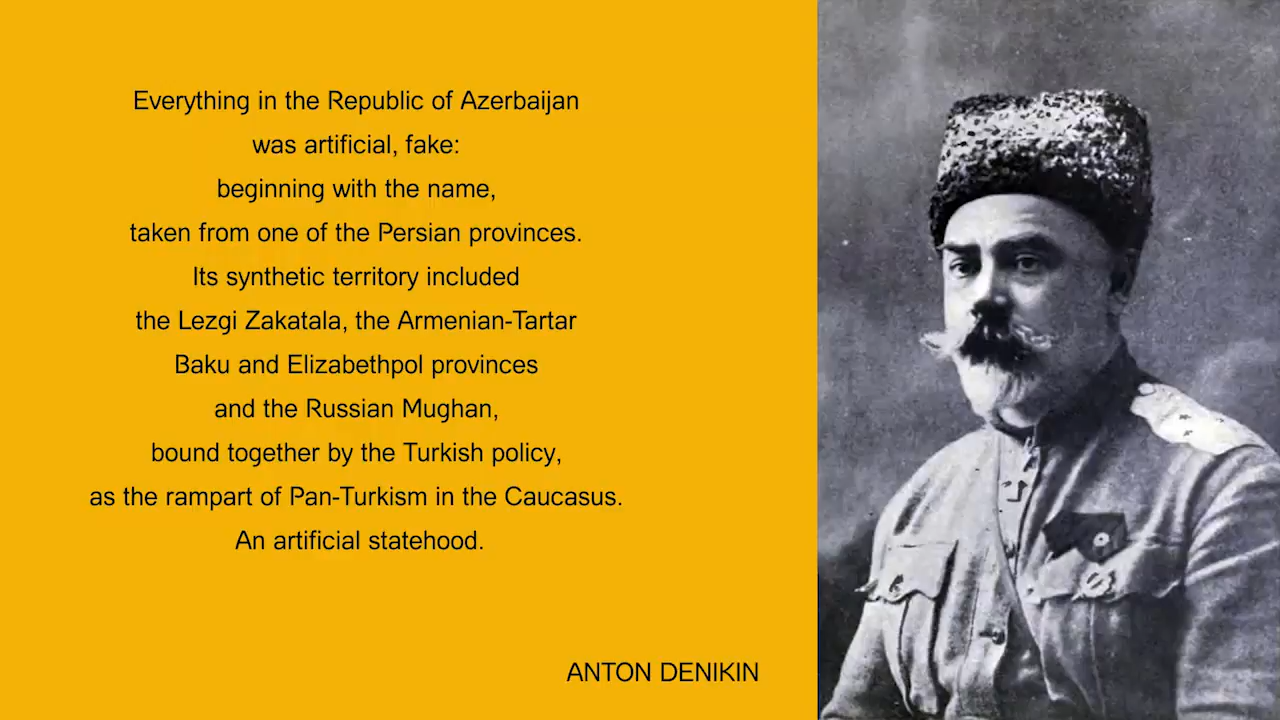 Everything in the Republic of Azerbaijan
was artificial, fake:
beginning with the name,
taken from one of the Persian provinces.
Its synthetic territory included
the Lezgi Zakatala, the Armenian-Tartar
Baku and Elizabethpol provinces
and the Russian Mughan,
bound together by the Turkish policy,
as the rampart of Pan-Turkism in the Caucasus.
An artificial statehood.
ANTON DENIKIN